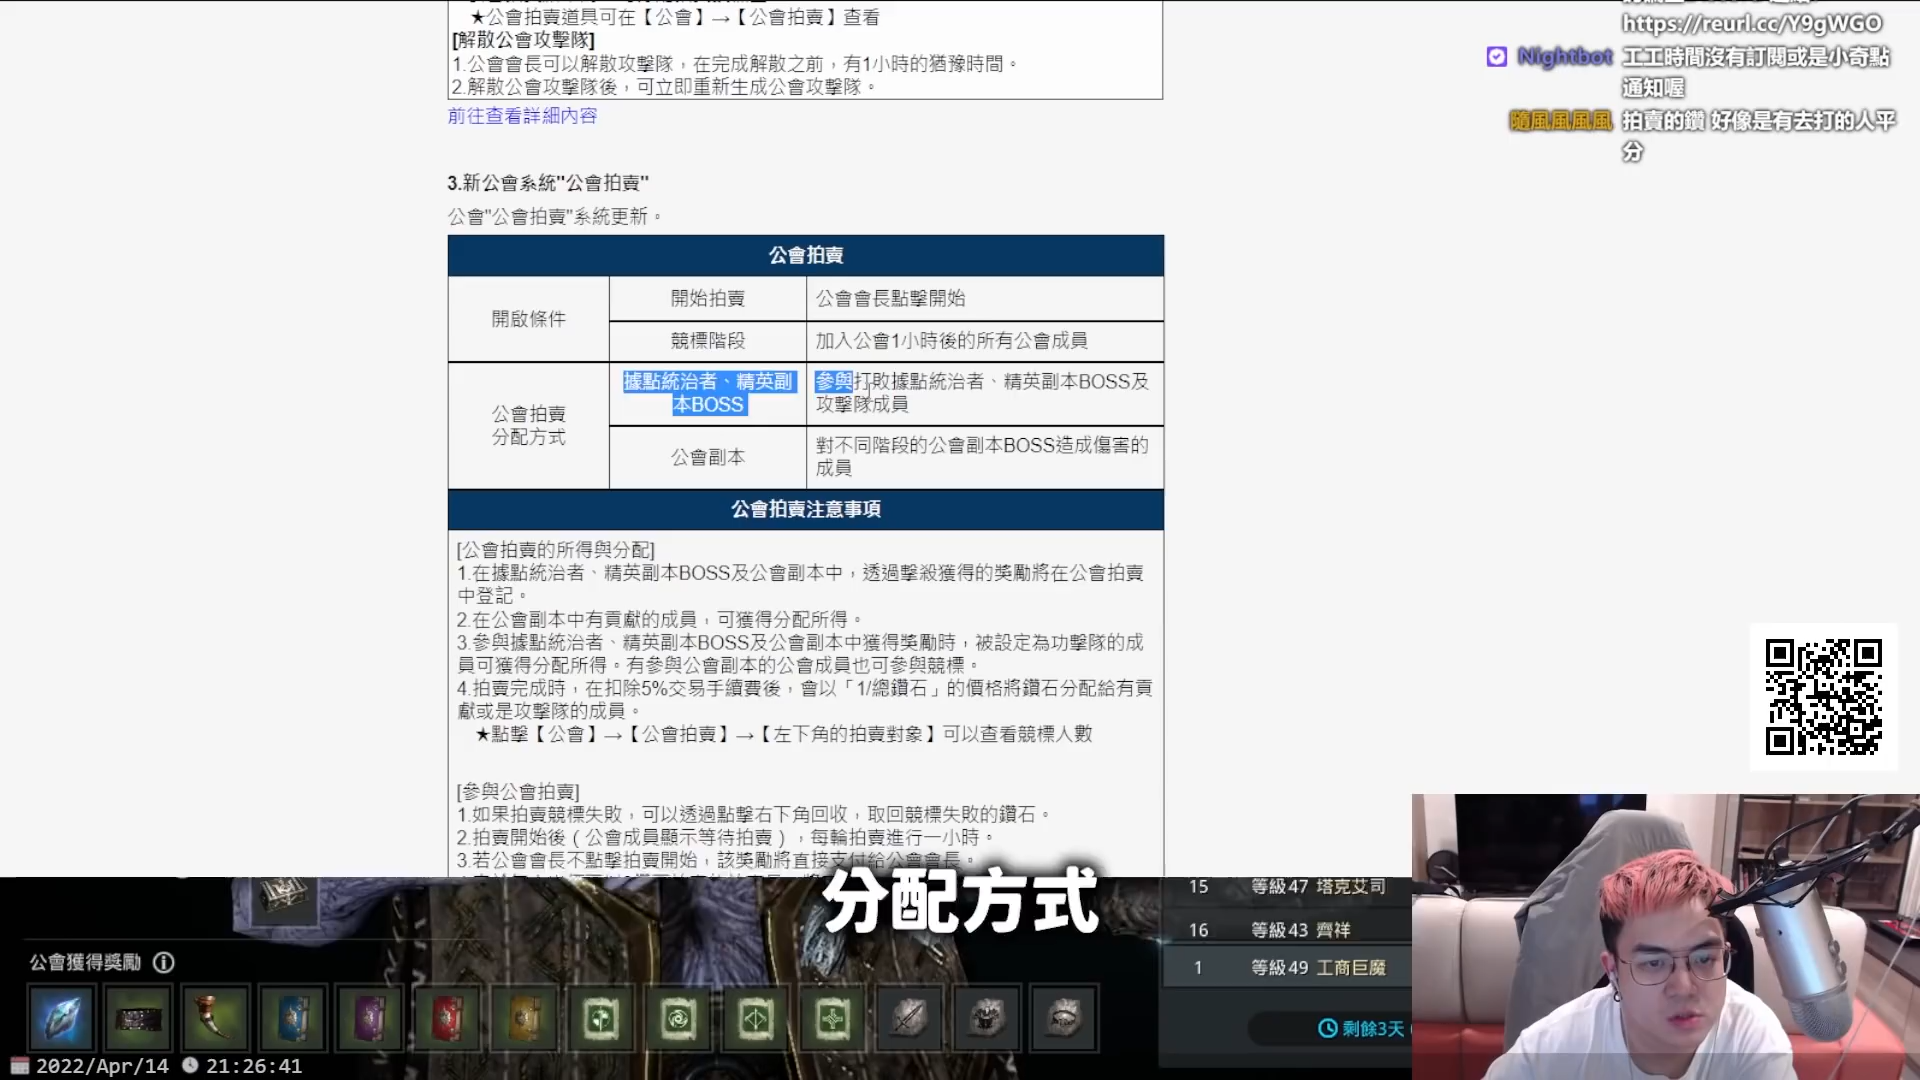 ★公會拍賣道具可在【公會】→【公會拍賣】查看
[解散公會攻擊隊]
1.公會會長可以解散攻擊隊，在完成解散之前，有1小時的猶豫時間。
2.解散公會攻擊隊後，可立即重新生成公會攻擊隊。
前往查看詳細內容
3.新公會系統"公會拍賣"
公會"公會拍賣"系統更新。
公會拍賣
開啟條件
開始拍賣
公會會長點擊開始
競標階段
加入公會1小時後的所有公會成員
公會拍賣
分配方式
據點統治者、精英副
本BOSS
參與打敗據點統治者、精英副本BOSS及
攻擊隊成員
公會副本
對不同階段的公會副本BOSS造成傷害的
成員
公會拍賣注意事項
[公會拍賣的所得與分配]
1.在據點統治者、精英副本BOSS及公會副本中，透過擊殺獲得的獎勵將在公會拍賣
中登記。
2.在公會副本中有貢獻的成員，可獲得分配所得。
3.參與據點統治者、精英副本BOSS及公會副本中獲得獎勵時，被設定為功擊隊的成
員可獲得分配所得。有參與公會副本的公會成員也可參與競標。
4.拍賣完成時，在扣除5%交易手續費後，會以「1/總鑽石」的價格將鑽石分配給有貢
獻或是攻擊隊的成員。
★點擊【公會】→【公會拍賣】→【左下角的拍賣對象】可以查看競標人數
[參與公會拍賣]
1.如果拍賣競標失敗，可以透過點擊右下角回收，取回競標失敗的鑽石。
2.拍賣開始後（公會成員顯示等待拍賣），每輪拍賣進行一小時。
3.若公會會長不點擊拍賣開始，該獎勵將直接支付給公會會長。
https://reurl.cc/Y9gWGO
Nightbot 工工時間沒有訂閱或是小奇點
通知喔
隨風風風風 拍賣的鑽 好像是有去打的人平
分
分配方式
15 等級47 塔克艾司
16 等級43 齊祥
1 等級49 工商巨魔
剩餘3天
公會獲得獎勵
2022/Apr/14 21:26:41